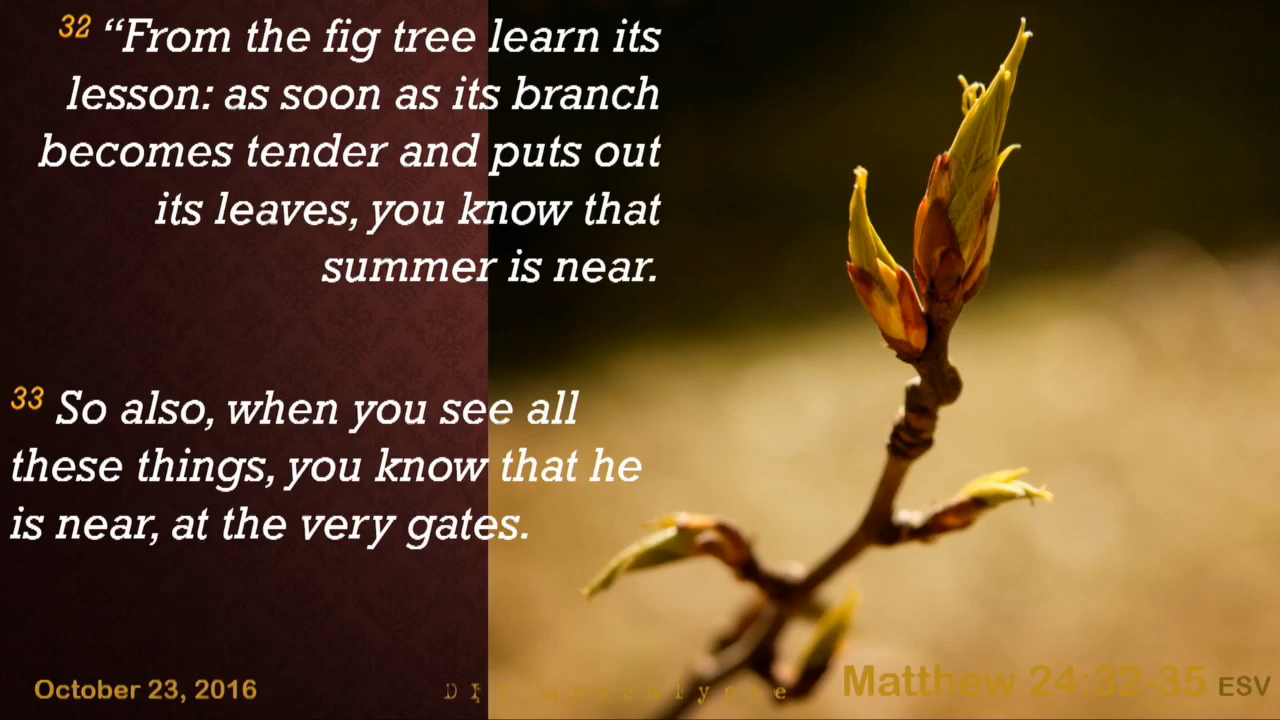 32 “From the fig tree learn its
lesson: as soon as its branch
becomes tender and puts out
its leaves, you know that
summer is near.
33 So also, when you see all
these things, you know that he
is near, at the very gates.
October 23, 2016
Apocalypse
Matthew 24:32-35 ESV